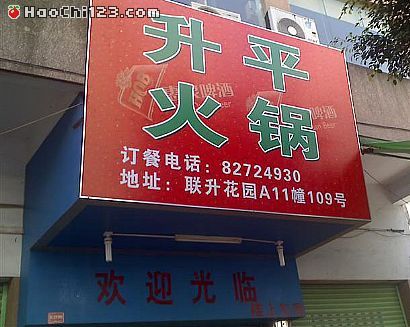 HaoChi123.com
升平
火锅
订餐电话：82724930
地址：联升花园A11幢109号
欢迎光临